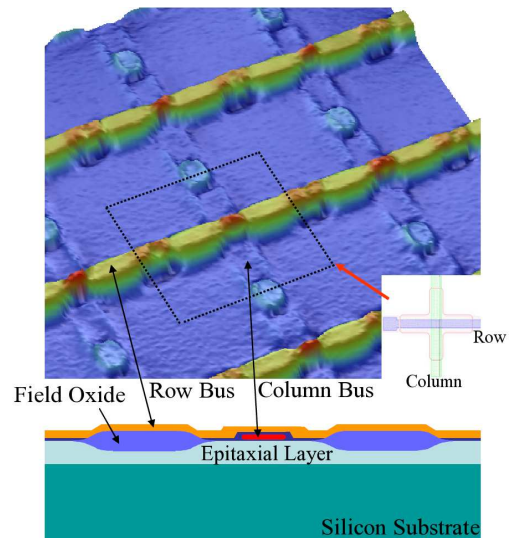 Row
Column
Field Oxide
Row Bus
Column Bus
Epitaxial Layer
Silicon Substrate